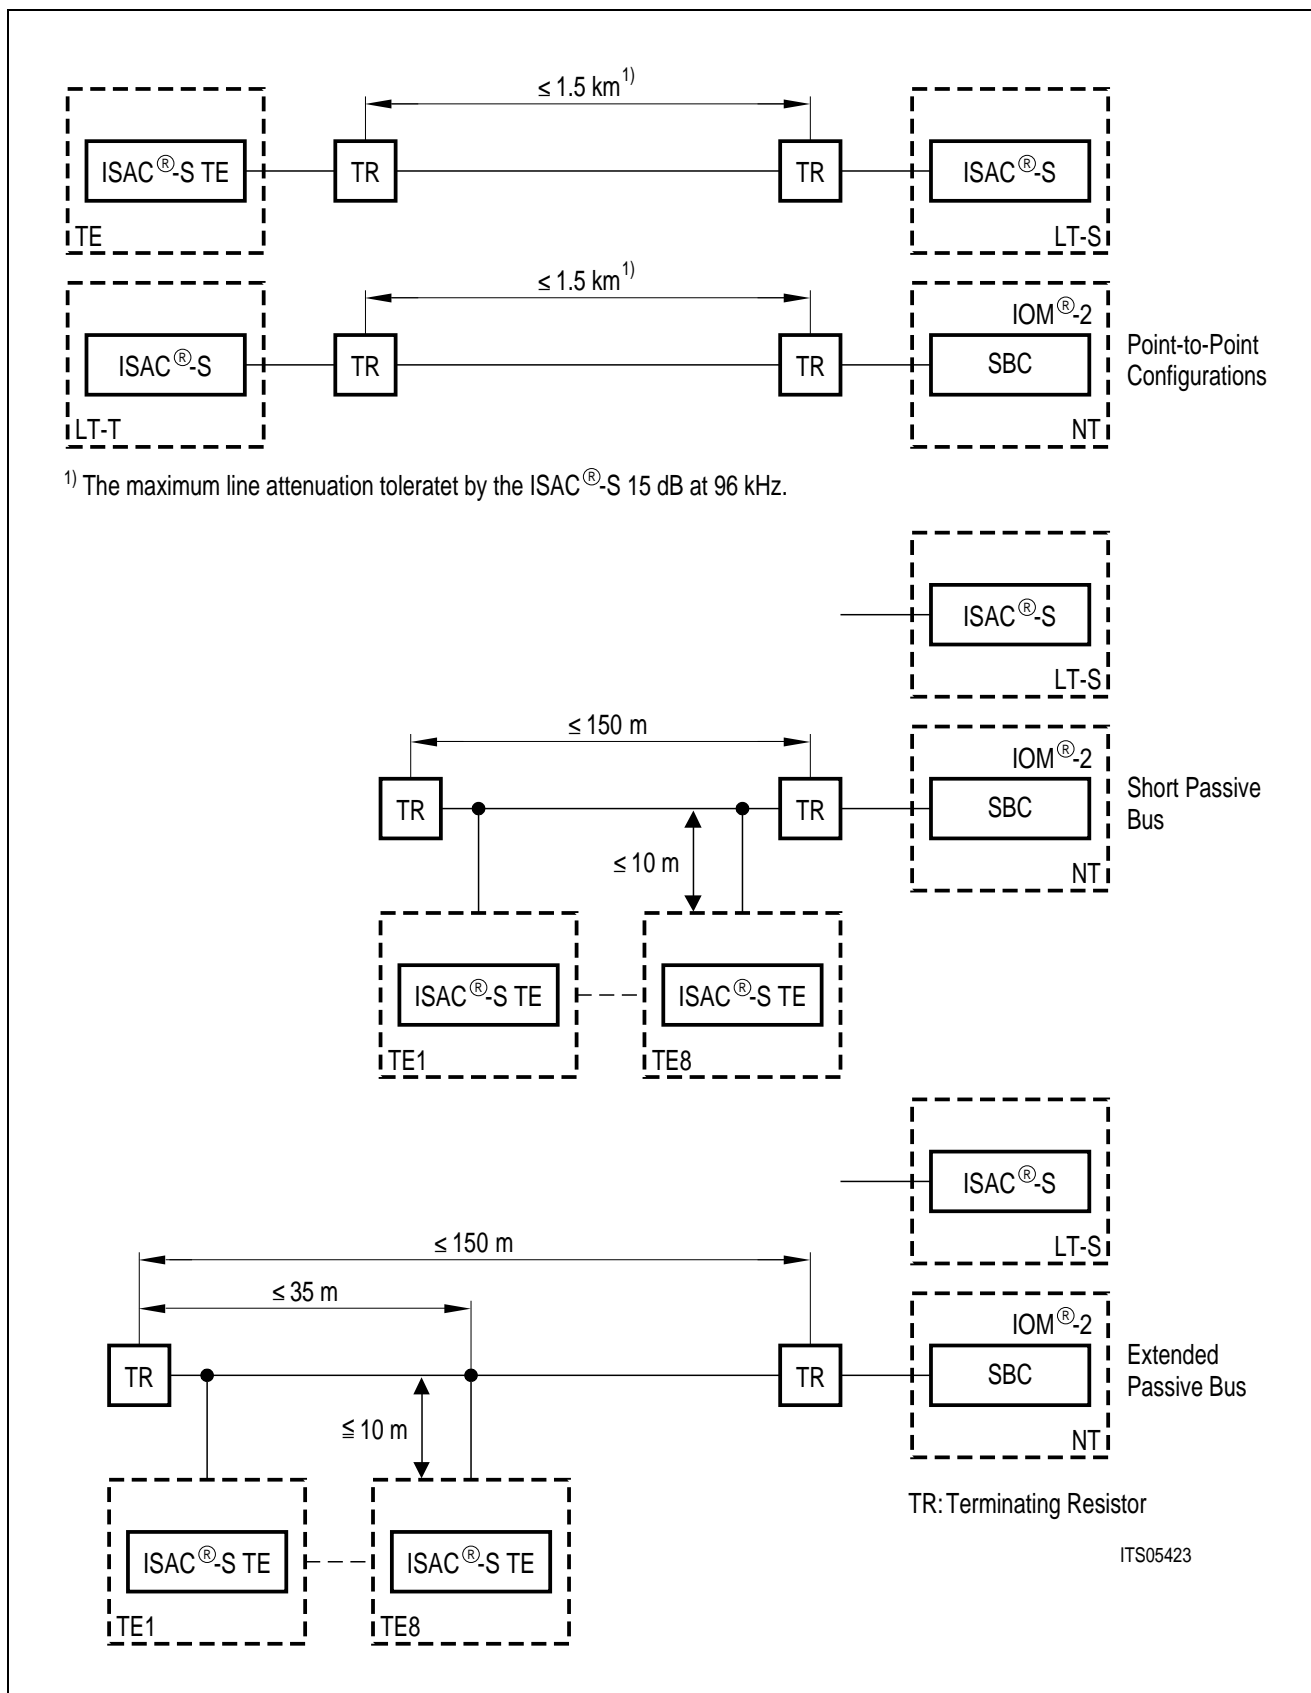 ≤ 1.5 km¹⁾
ISAC®-S TE
TR
TR
ISAC®-S
TE
LT-S
≤ 1.5 km¹⁾
IOM®-2
ISAC®-S
TR
TR
SBC
Point-to-Point
Configurations
LT-T
NT
¹⁾ The maximum line attenuation toleratet by the ISAC®-S 15 dB at 96 kHz.
ISAC®-S
LT-S
≤ 150 m
IOM®-2
TR
TR
SBC
Short Passive
Bus
≤ 10 m
NT
ISAC®-S TE
ISAC®-S TE
TE1
TE8
ISAC®-S
LT-S
≤ 150 m
≤ 35 m
IOM®-2
TR
TR
SBC
Extended
Passive Bus
≦ 10 m
NT
TR: Terminating Resistor
ISAC®-S TE
ISAC®-S TE
ITS05423
TE1
TE8